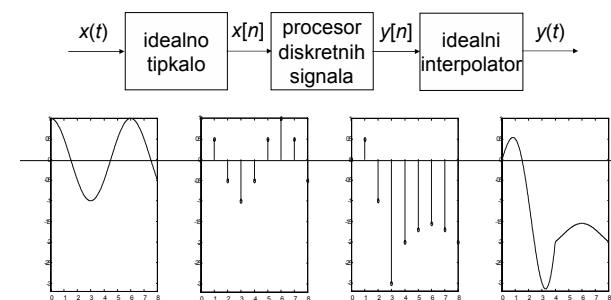 x(t)
idealno
tipkalo
x[n]
procesor
diskretnih
signala
y[n]
idealni
interpolator
y(t)
0 1 2 3 4 5 6 7 8
0 1 2 3 4 5 6 7 8
0 1 2 3 4 5 6 7 8
0 1 2 3 4 5 6 7 8